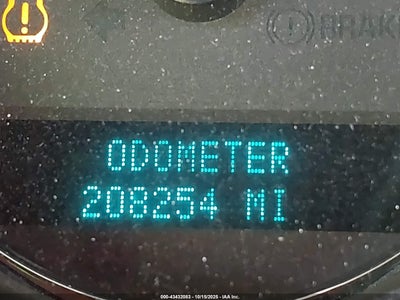 BRAKE
ODOMETER
208254 MI
000-43432083 - 10/15/2025 - IAA Inc.